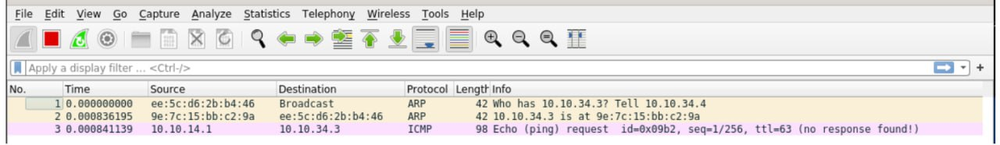 File Edit View Go Capture Analyze Statistics Telephony Wireless Tools Help
Apply a display filter ... <Ctrl-/>
No. Time Source Destination Protocol Length Info
1 0.000000000 ee:5c:d6:2b:b4:46 Broadcast ARP 42 Who has 10.10.34.3? Tell 10.10.34.4
2 0.000836195 9e:7c:15:bb:c2:9a ee:5c:d6:2b:b4:46 ARP 42 10.10.34.3 is at 9e:7c:15:bb:c2:9a
3 0.000841139 10.10.14.1 10.10.34.3 ICMP 98 Echo (ping) request id=0x09b2, seq=1/256, ttl=63 (no response found!)